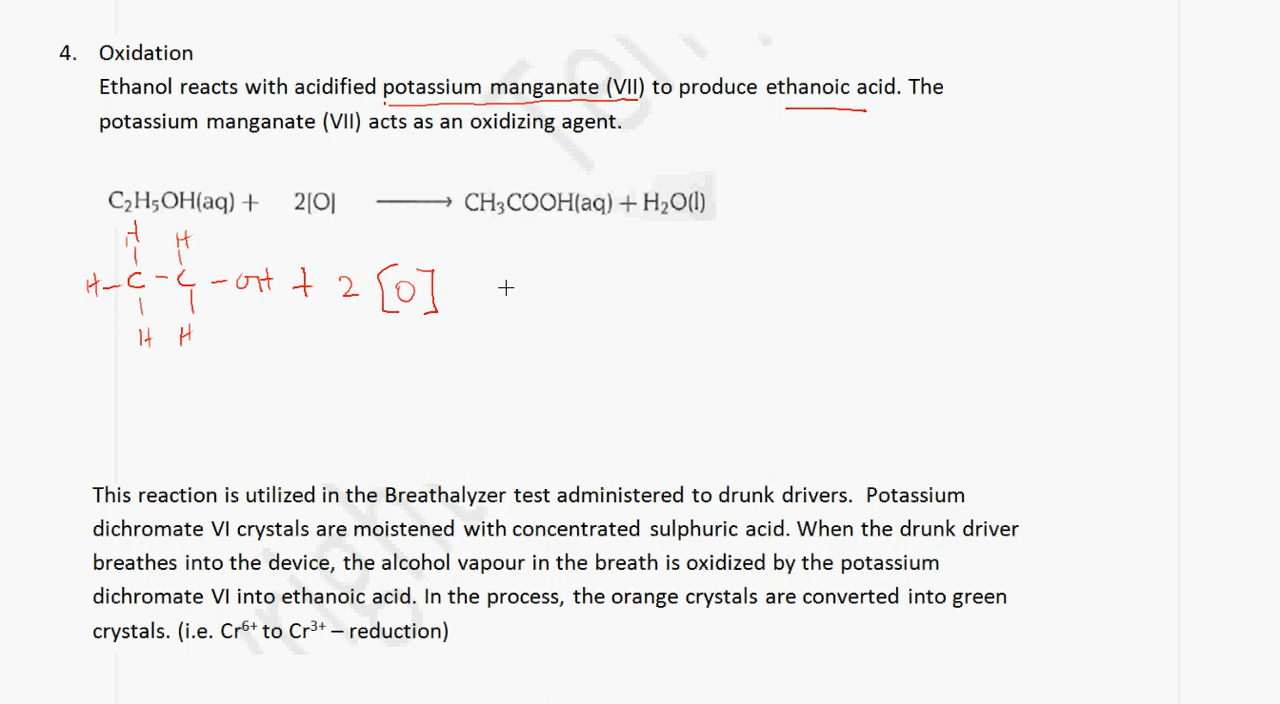 4. Oxidation
Ethanol reacts with acidified potassium manganate (VII) to produce ethanoic acid. The
potassium manganate (VII) acts as an oxidizing agent.
C₂H₅OH(aq) + 2[O] ⟶ CH₃COOH(aq) + H₂O(l)
H H
H-C-C-OH + 2 [O]
H H
This reaction is utilized in the Breathalyzer test administered to drunk drivers. Potassium
dichromate VI crystals are moistened with concentrated sulphuric acid. When the drunk driver
breathes into the device, the alcohol vapour in the breath is oxidized by the potassium
dichromate VI into ethanoic acid. In the process, the orange crystals are converted into green
crystals. (i.e. Cr⁶⁺ to Cr³⁺ – reduction)